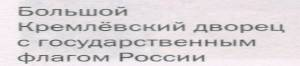 Большой
Кремлёвский дворец
с государственным
флагом России